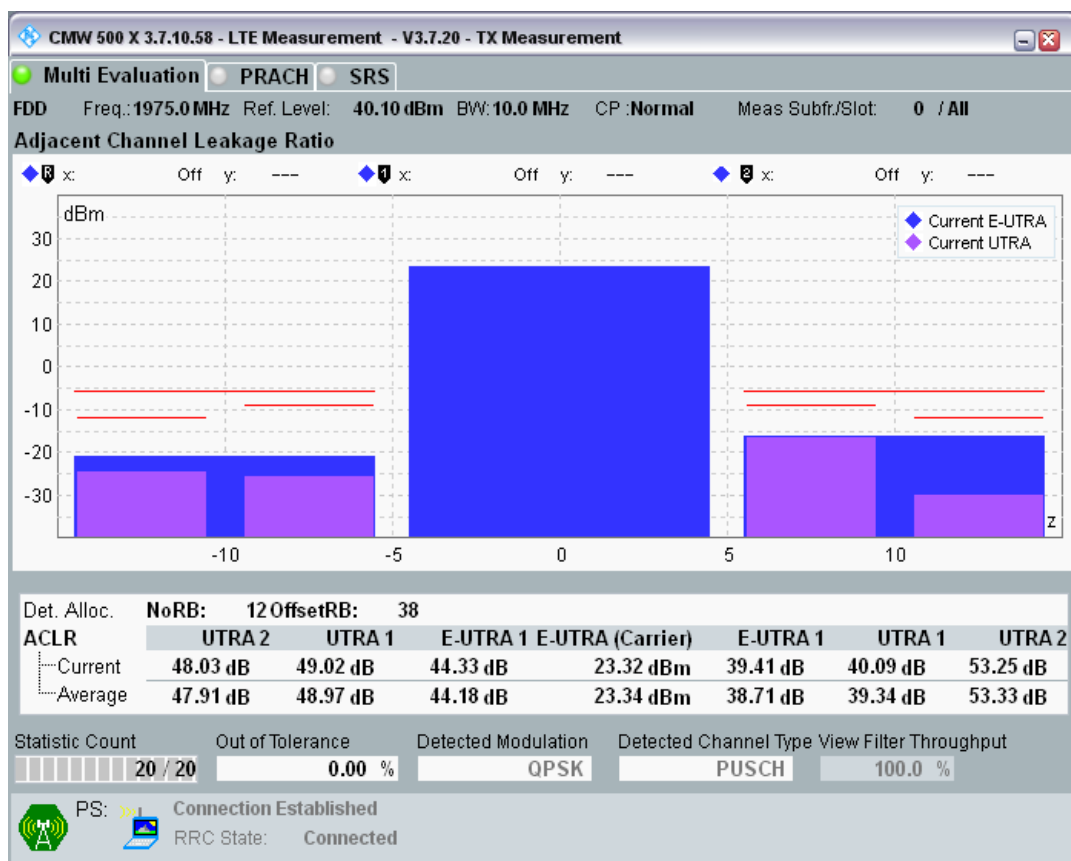 CMW 500 X 3.7.10.58 - LTE Measurement - V3.7.20 - TX Measurement
Multi Evaluation PRACH SRS
FDD Freq.: 1975.0 MHz Ref. Level: 40.10 dBm BW: 10.0 MHz CP : Normal Meas Subfr./Slot: 0 / All
Adjacent Channel Leakage Ratio
R x: Off y: --- 1 x: Off y: --- 2 x: Off y: ---
dBm
Current E-UTRA
Current UTRA
30
20
10
0
-10
-20
-30
z
-10 -5 0 5 10
Det. Alloc. NoRB: 12 OffsetRB: 38
ACLR UTRA 2 UTRA 1 E-UTRA 1 E-UTRA (Carrier) E-UTRA 1 UTRA 1 UTRA 2
Current 48.03 dB 49.02 dB 44.33 dB 23.32 dBm 39.41 dB 40.09 dB 53.25 dB
Average 47.91 dB 48.97 dB 44.18 dB 23.34 dBm 38.71 dB 39.34 dB 53.33 dB
Statistic Count Out of Tolerance Detected Modulation Detected Channel Type View Filter Throughput
20 / 20 0.00 % QPSK PUSCH 100.0 %
PS: Connection Established
RRC State: Connected